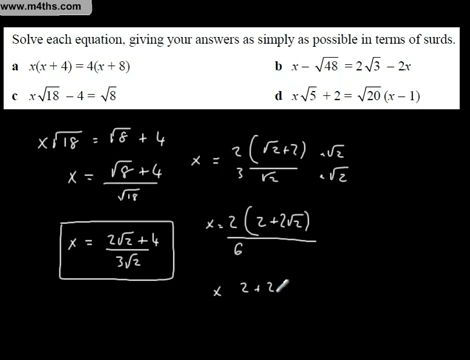 www.m4ths.com
Solve each equation, giving your answers as simply as possible in terms of surds.
a x(x + 4) = 4(x + 8)
b x − √48 = 2√3 − 2x
c x√18 − 4 = √8
d x√5 + 2 = √20(x − 1)
x√18 = √8 + 4
x = (√8 + 4)/√18
x = (2√2 + 4)/(3√2)
x = 2/3 ((√2 + 2)/√2) ×√2 ×√2
x = 2(2 + 2√2)/6
x 2 + 2